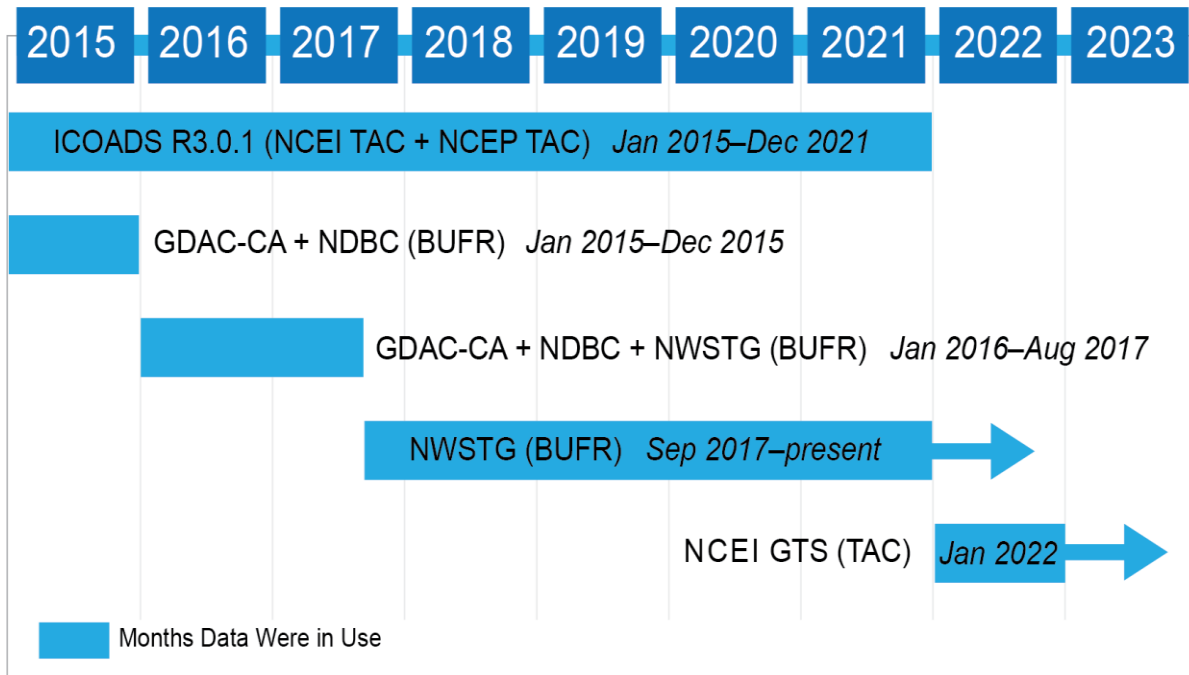 2015 2016 2017 2018 2019 2020 2021 2022 2023
ICOADS R3.0.1 (NCEI TAC + NCEP TAC) Jan 2015–Dec 2021
GDAC-CA + NDBC (BUFR) Jan 2015–Dec 2015
GDAC-CA + NDBC + NWSTG (BUFR) Jan 2016–Aug 2017
NWSTG (BUFR) Sep 2017–present
NCEI GTS (TAC) Jan 2022
Months Data Were in Use